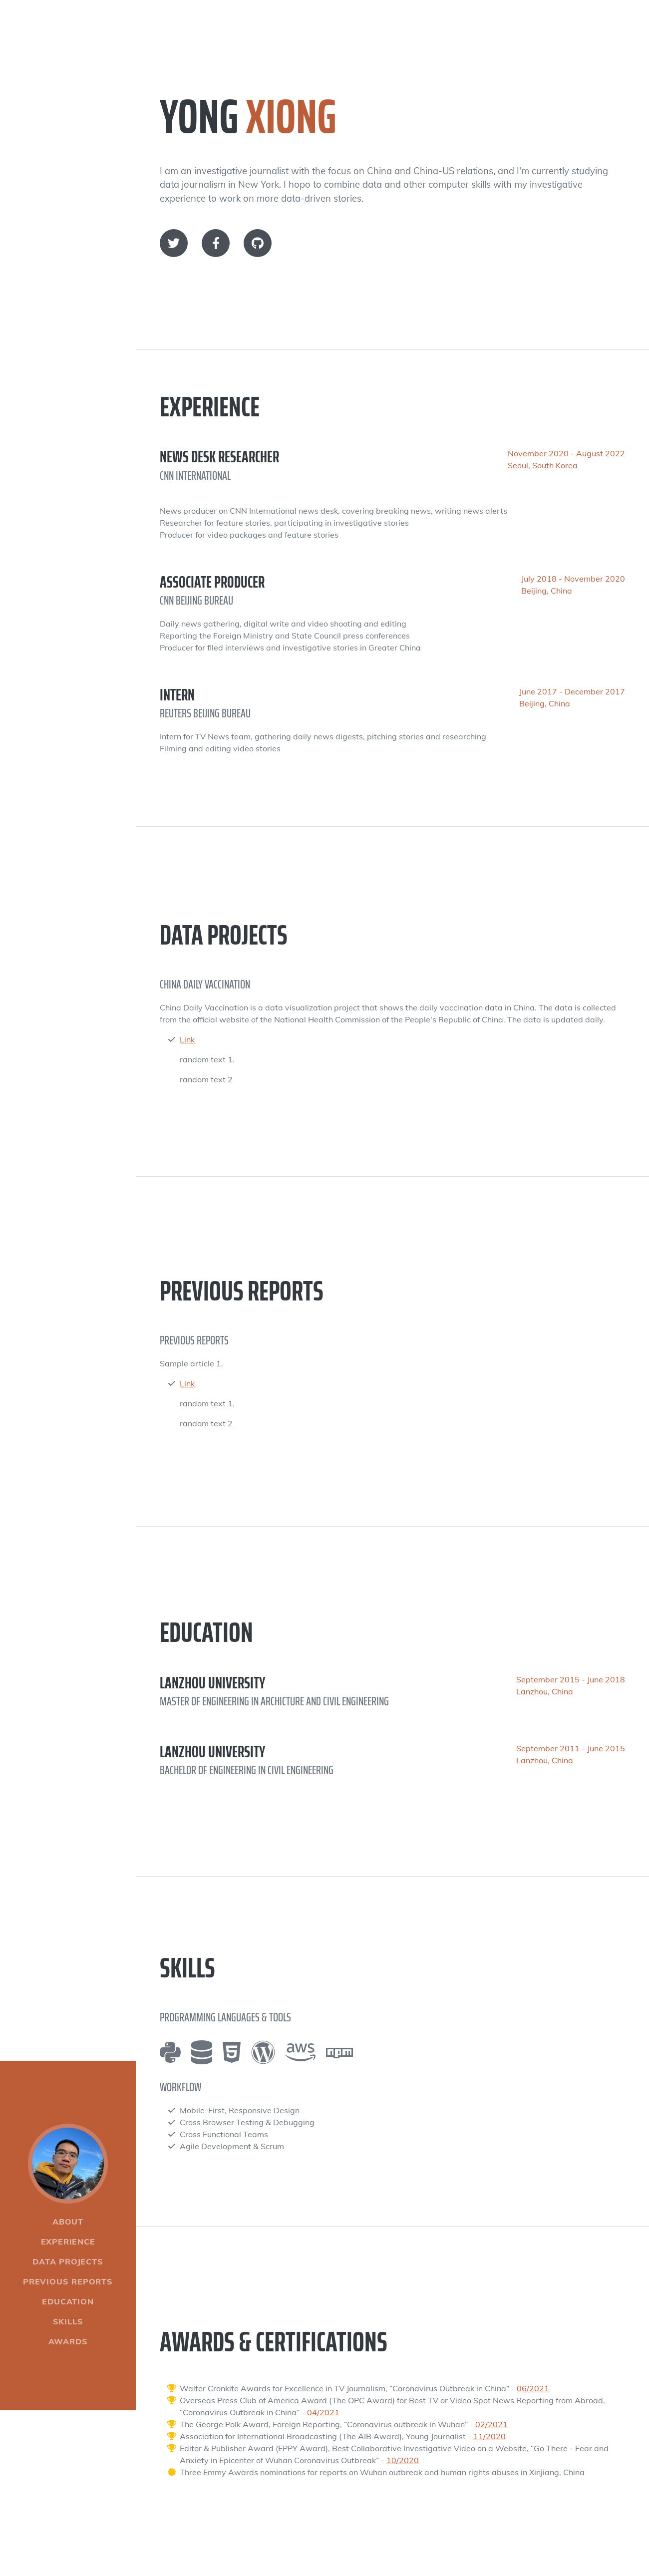 YONG XIONG
I am an investigative journalist with the focus on China and China-US relations, and I'm currently studying
data journalism in New York. I hopo to combine data and other computer skills with my investigative
experience to work on more data-driven stories.
EXPERIENCE
NEWS DESK RESEARCHER
CNN INTERNATIONAL
November 2020 - August 2022
Seoul, South Korea
News producer on CNN International news desk, covering breaking news, writing news alerts
Researcher for feature stories, participating in investigative stories
Producer for video packages and feature stories
ASSOCIATE PRODUCER
CNN BEIJING BUREAU
July 2018 - November 2020
Beijing, China
Daily news gathering, digital write and video shooting and editing
Reporting the Foreign Ministry and State Council press conferences
Producer for filed interviews and investigative stories in Greater China
INTERN
REUTERS BEIJING BUREAU
June 2017 - December 2017
Beijing, China
Intern for TV News team, gathering daily news digests, pitching stories and researching
Filming and editing video stories
DATA PROJECTS
CHINA DAILY VACCINATION
China Daily Vaccination is a data visualization project that shows the daily vaccination data in China. The data is collected
from the official website of the National Health Commission of the People's Republic of China. The data is updated daily.
Link
random text 1.
random text 2
PREVIOUS REPORTS
PREVIOUS REPORTS
Sample article 1.
Link
random text 1.
random text 2
EDUCATION
LANZHOU UNIVERSITY
MASTER OF ENGINEERING IN ARCHICTURE AND CIVIL ENGINEERING
September 2015 - June 2018
Lanzhou, China
LANZHOU UNIVERSITY
BACHELOR OF ENGINEERING IN CIVIL ENGINEERING
September 2011 - June 2015
Lanzhou, China
SKILLS
PROGRAMMING LANGUAGES & TOOLS
aws
npm
WORKFLOW
Mobile-First, Responsive Design
Cross Browser Testing & Debugging
Cross Functional Teams
Agile Development & Scrum
ABOUT
EXPERIENCE
DATA PROJECTS
PREVIOUS REPORTS
EDUCATION
SKILLS
AWARDS
AWARDS & CERTIFICATIONS
Walter Cronkite Awards for Excellence in TV Journalism, "Coronavirus Outbreak in China" - 06/2021
Overseas Press Club of America Award (The OPC Award) for Best TV or Video Spot News Reporting from Abroad,
"Coronavirus Outbreak in China" - 04/2021
The George Polk Award, Foreign Reporting, "Coronavirus outbreak in Wuhan" - 02/2021
Association for International Broadcasting (The AIB Award), Young Journalist - 11/2020
Editor & Publisher Award (EPPY Award), Best Collaborative Investigative Video on a Website, "Go There - Fear and
Anxiety in Epicenter of Wuhan Coronavirus Outbreak" - 10/2020
Three Emmy Awards nominations for reports on Wuhan outbreak and human rights abuses in Xinjiang, China